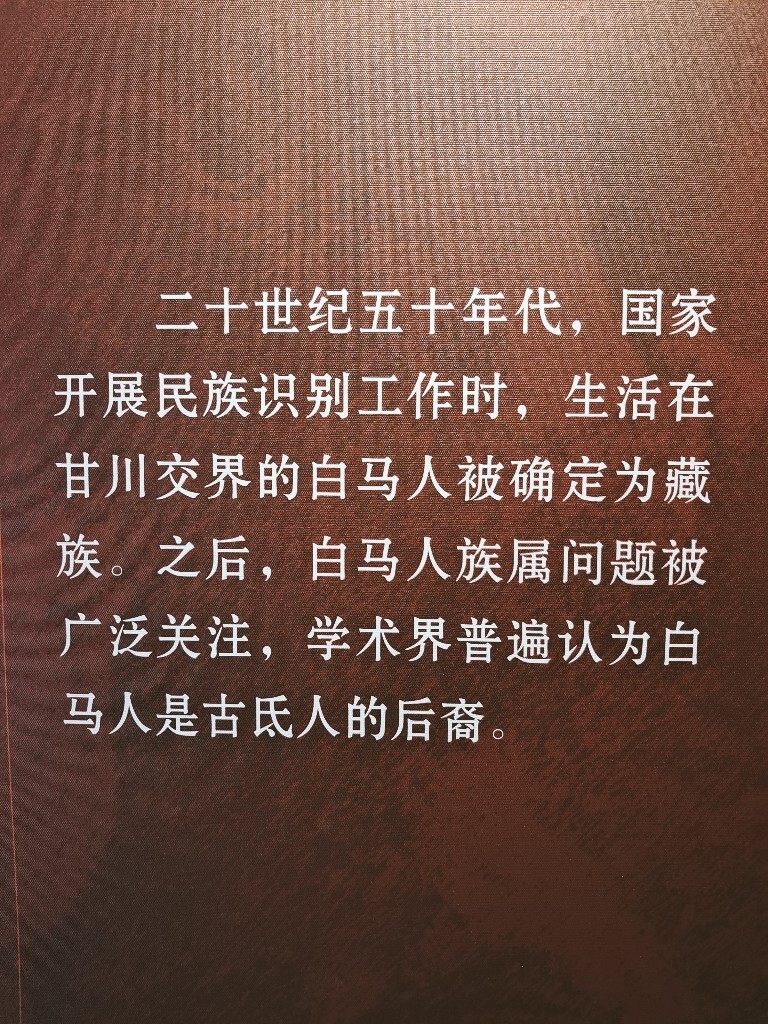 二十世纪五十年代，国家
开展民族识别工作时，生活在
甘川交界的白马人被确定为藏
族。之后，白马人族属问题被
广泛关注，学术界普遍认为白
马人是古氐人的后裔。